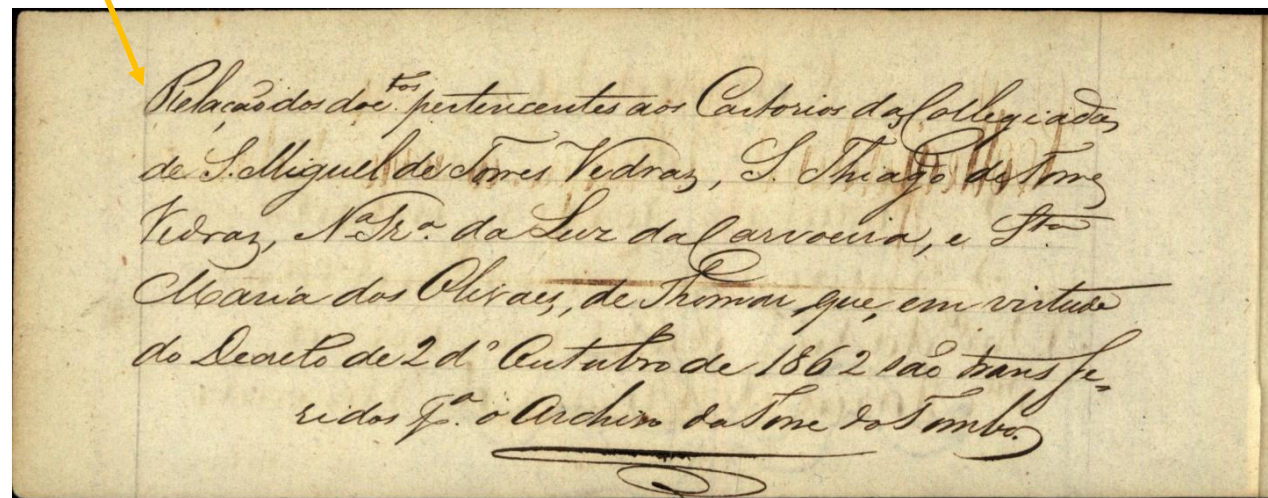 Relação dos doc.tos pertencentes aos Cartorios das Collegiadas
de S. Miguel de Torres Vedras, S. Thiago de Torres
Vedras, N.a Sr.a da Luz da Carvoeira, e Sta
Maria dos Olivaes, de Thomar, que, em virtude
do Decreto de 2 d'Outubro de 1862 são transfe-
ridos p.a o Archivo da Torre do Tombo.